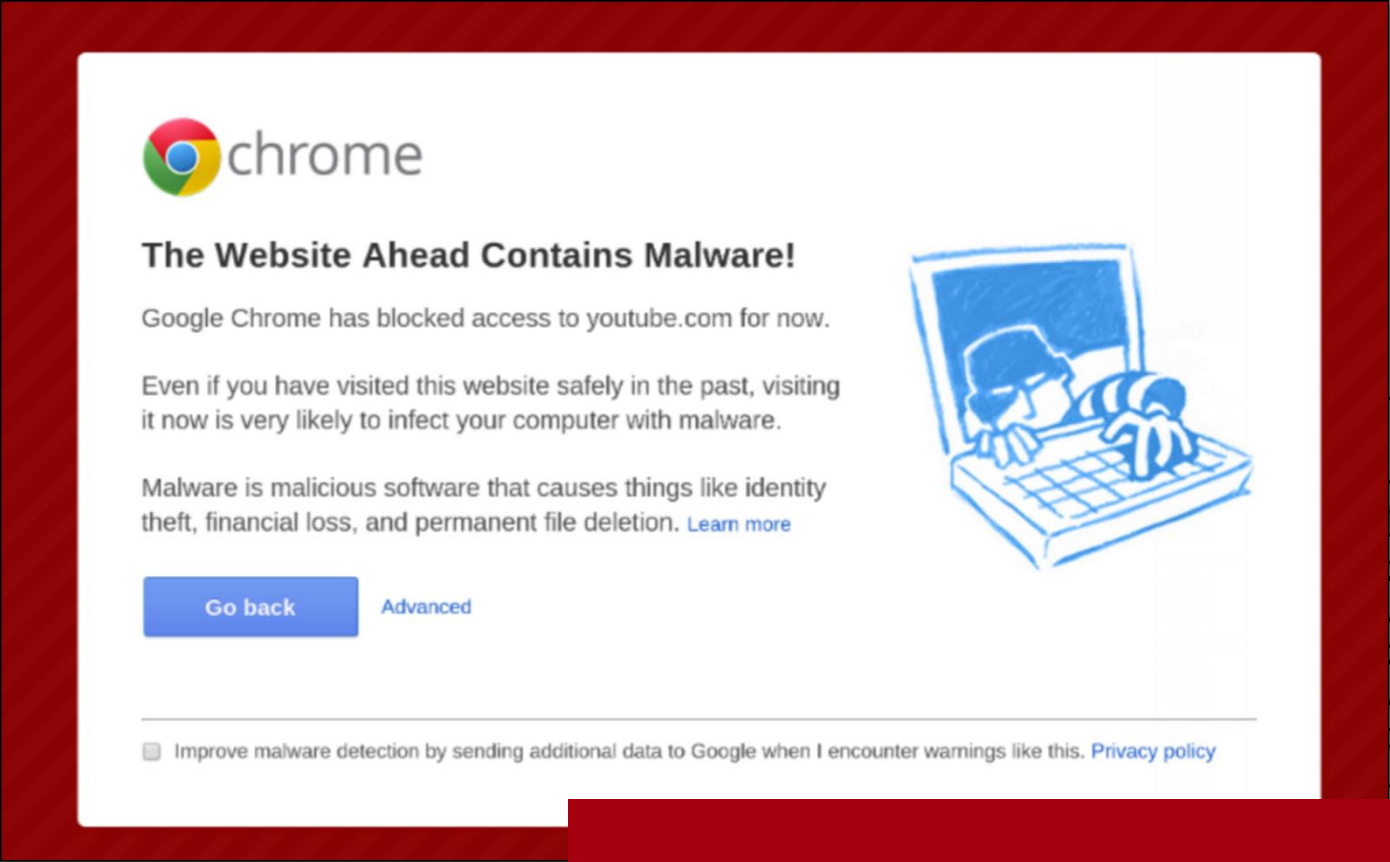 chrome
The Website Ahead Contains Malware!
Google Chrome has blocked access to youtube.com for now.
Even if you have visited this website safely in the past, visiting
it now is very likely to infect your computer with malware.
Malware is malicious software that causes things like identity
theft, financial loss, and permanent file deletion. Learn more
Go back Advanced
Improve malware detection by sending additional data to Google when I encounter warnings like this. Privacy policy